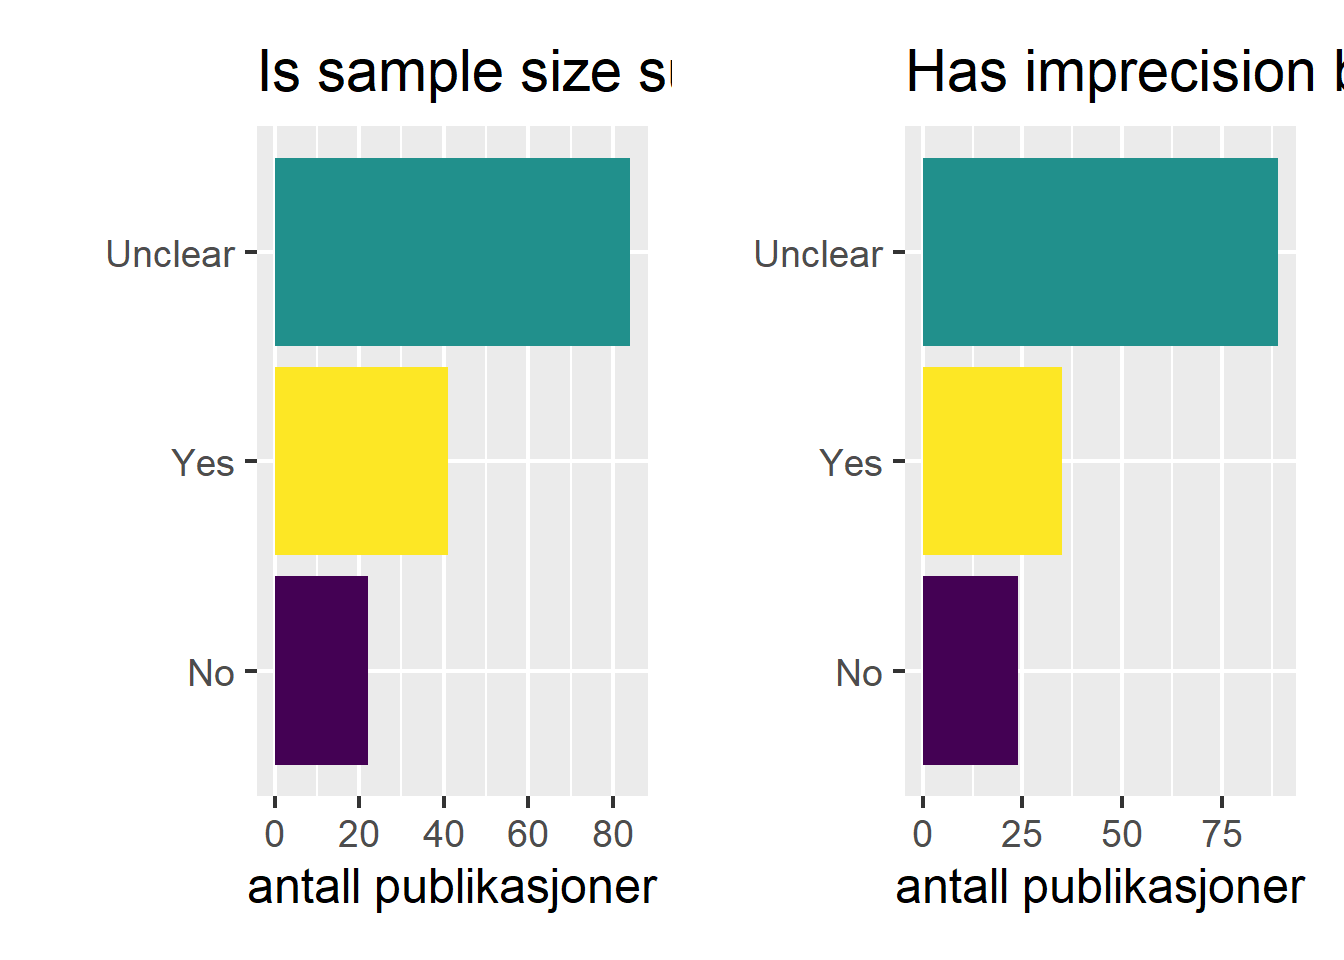 Is sample size
Unclear
Yes
No
0 20 40 60 80
antall publikasjoner
Has imprecision
Unclear
Yes
No
0 25 50 75
antall publikasjoner